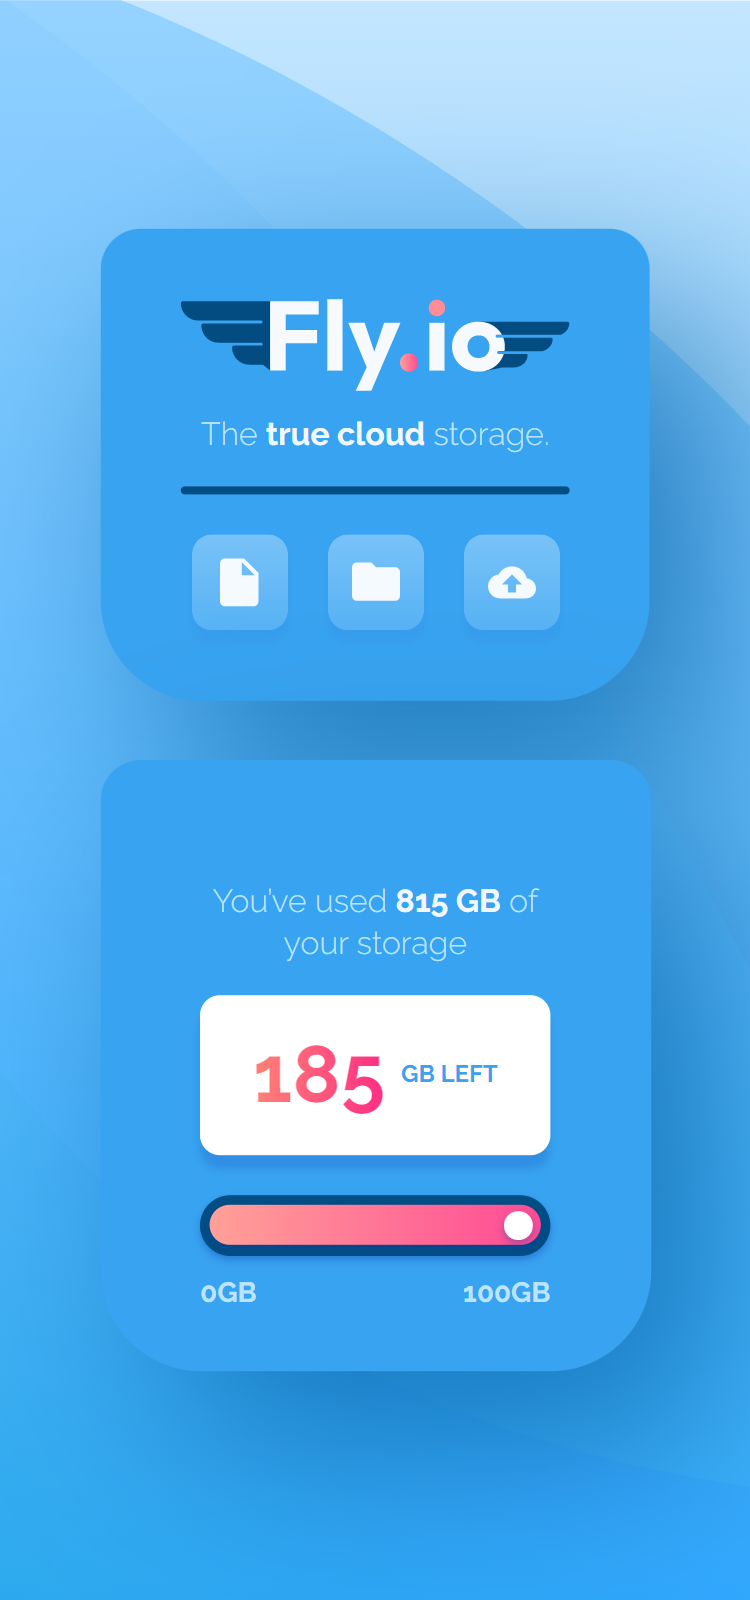 Fly.io
The true cloud storage.
You've used 815 GB of
your storage
185 GB LEFT
0GB 100GB